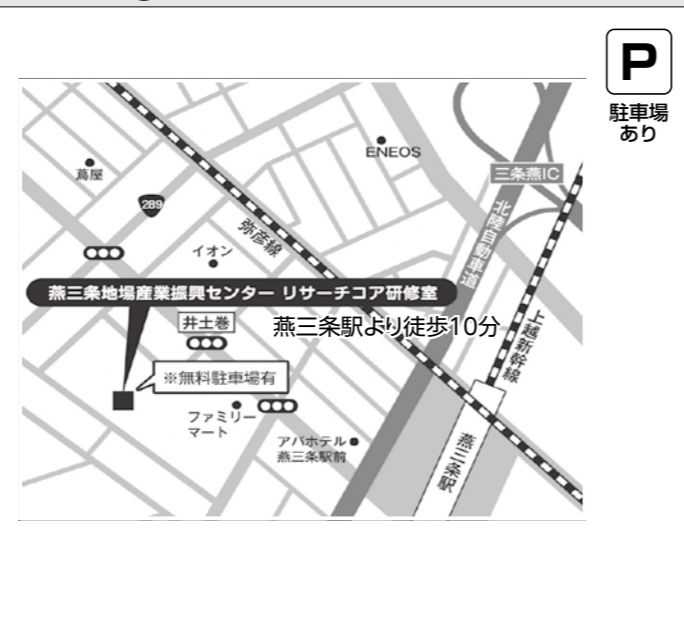 P
駐車場
あり
ENEOS
蔦屋
三条燕IC
289
北陸自動車道
弥彦線
イオン
燕三条地場産業振興センター リサーチコア研修室
井土巻
燕三条駅より徒歩10分
上越新幹線
※無料駐車場有
ファミリー
マート
アパホテル
燕三条駅前
燕三条駅